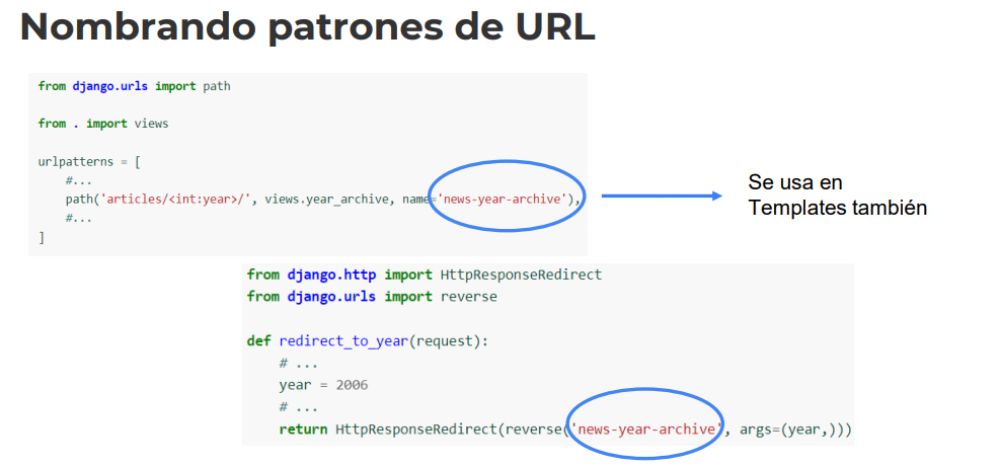 Nombrando patrones de URL
from django.urls import path
from . import views
urlpatterns = [
#...
path('articles/<int:year>/', views.year_archive, name='news-year-archive'),
#...
]
Se usa en
Templates también
from django.http import HttpResponseRedirect
from django.urls import reverse
def redirect_to_year(request):
# ...
year = 2006
# ...
return HttpResponseRedirect(reverse('news-year-archive', args=(year,)))